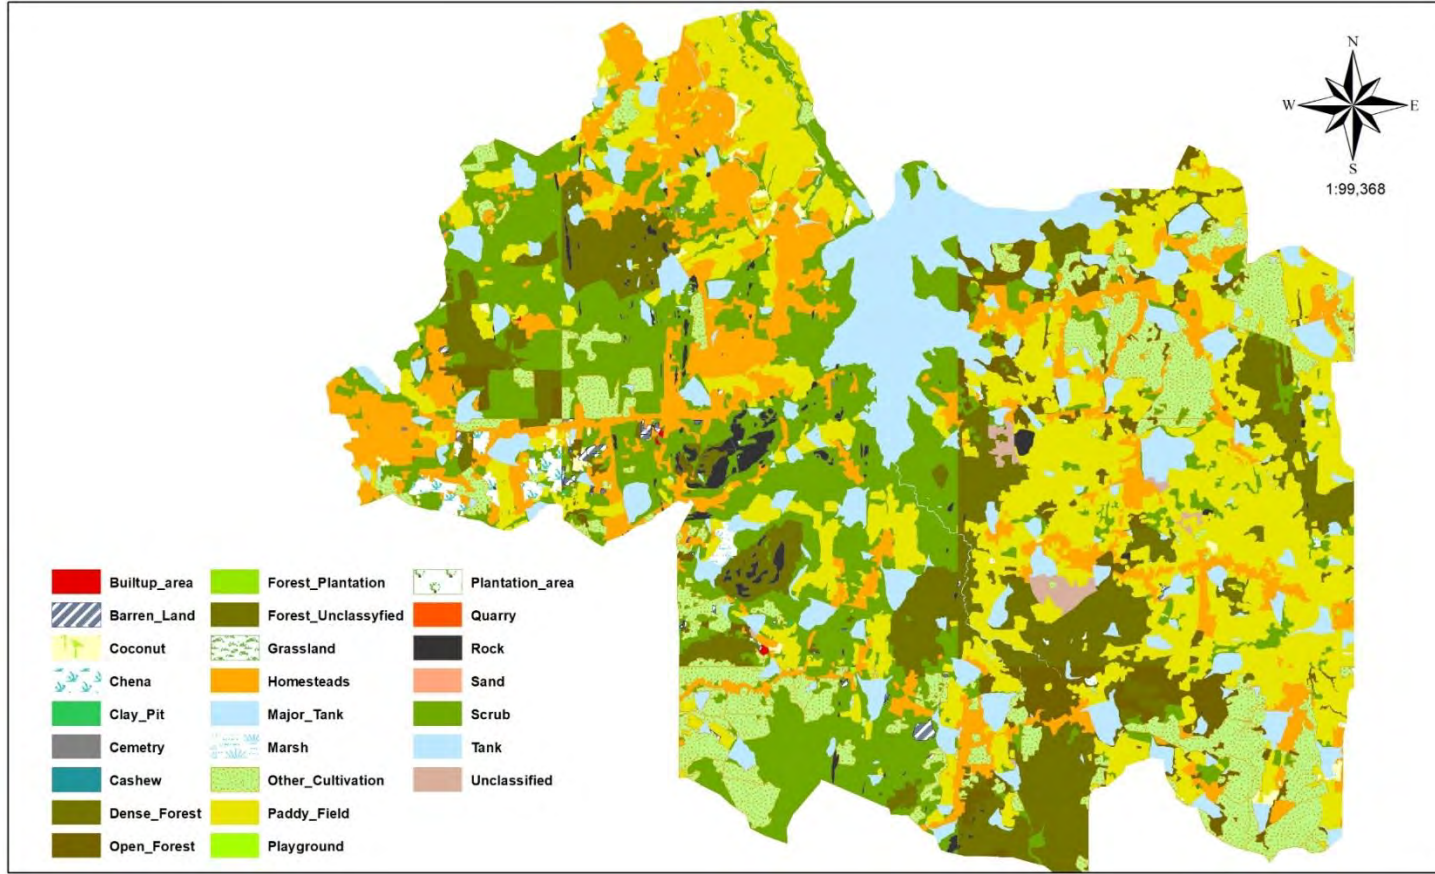 N
W E
S
1:99,368
Builtup_area
Barren_Land
Coconut
Chena
Clay_Pit
Cemetry
Cashew
Dense_Forest
Open_Forest
Forest_Plantation
Forest_Unclassyfied
Grassland
Homesteads
Major_Tank
Marsh
Other_Cultivation
Paddy_Field
Playground
Plantation_area
Quarry
Rock
Sand
Scrub
Tank
Unclassified